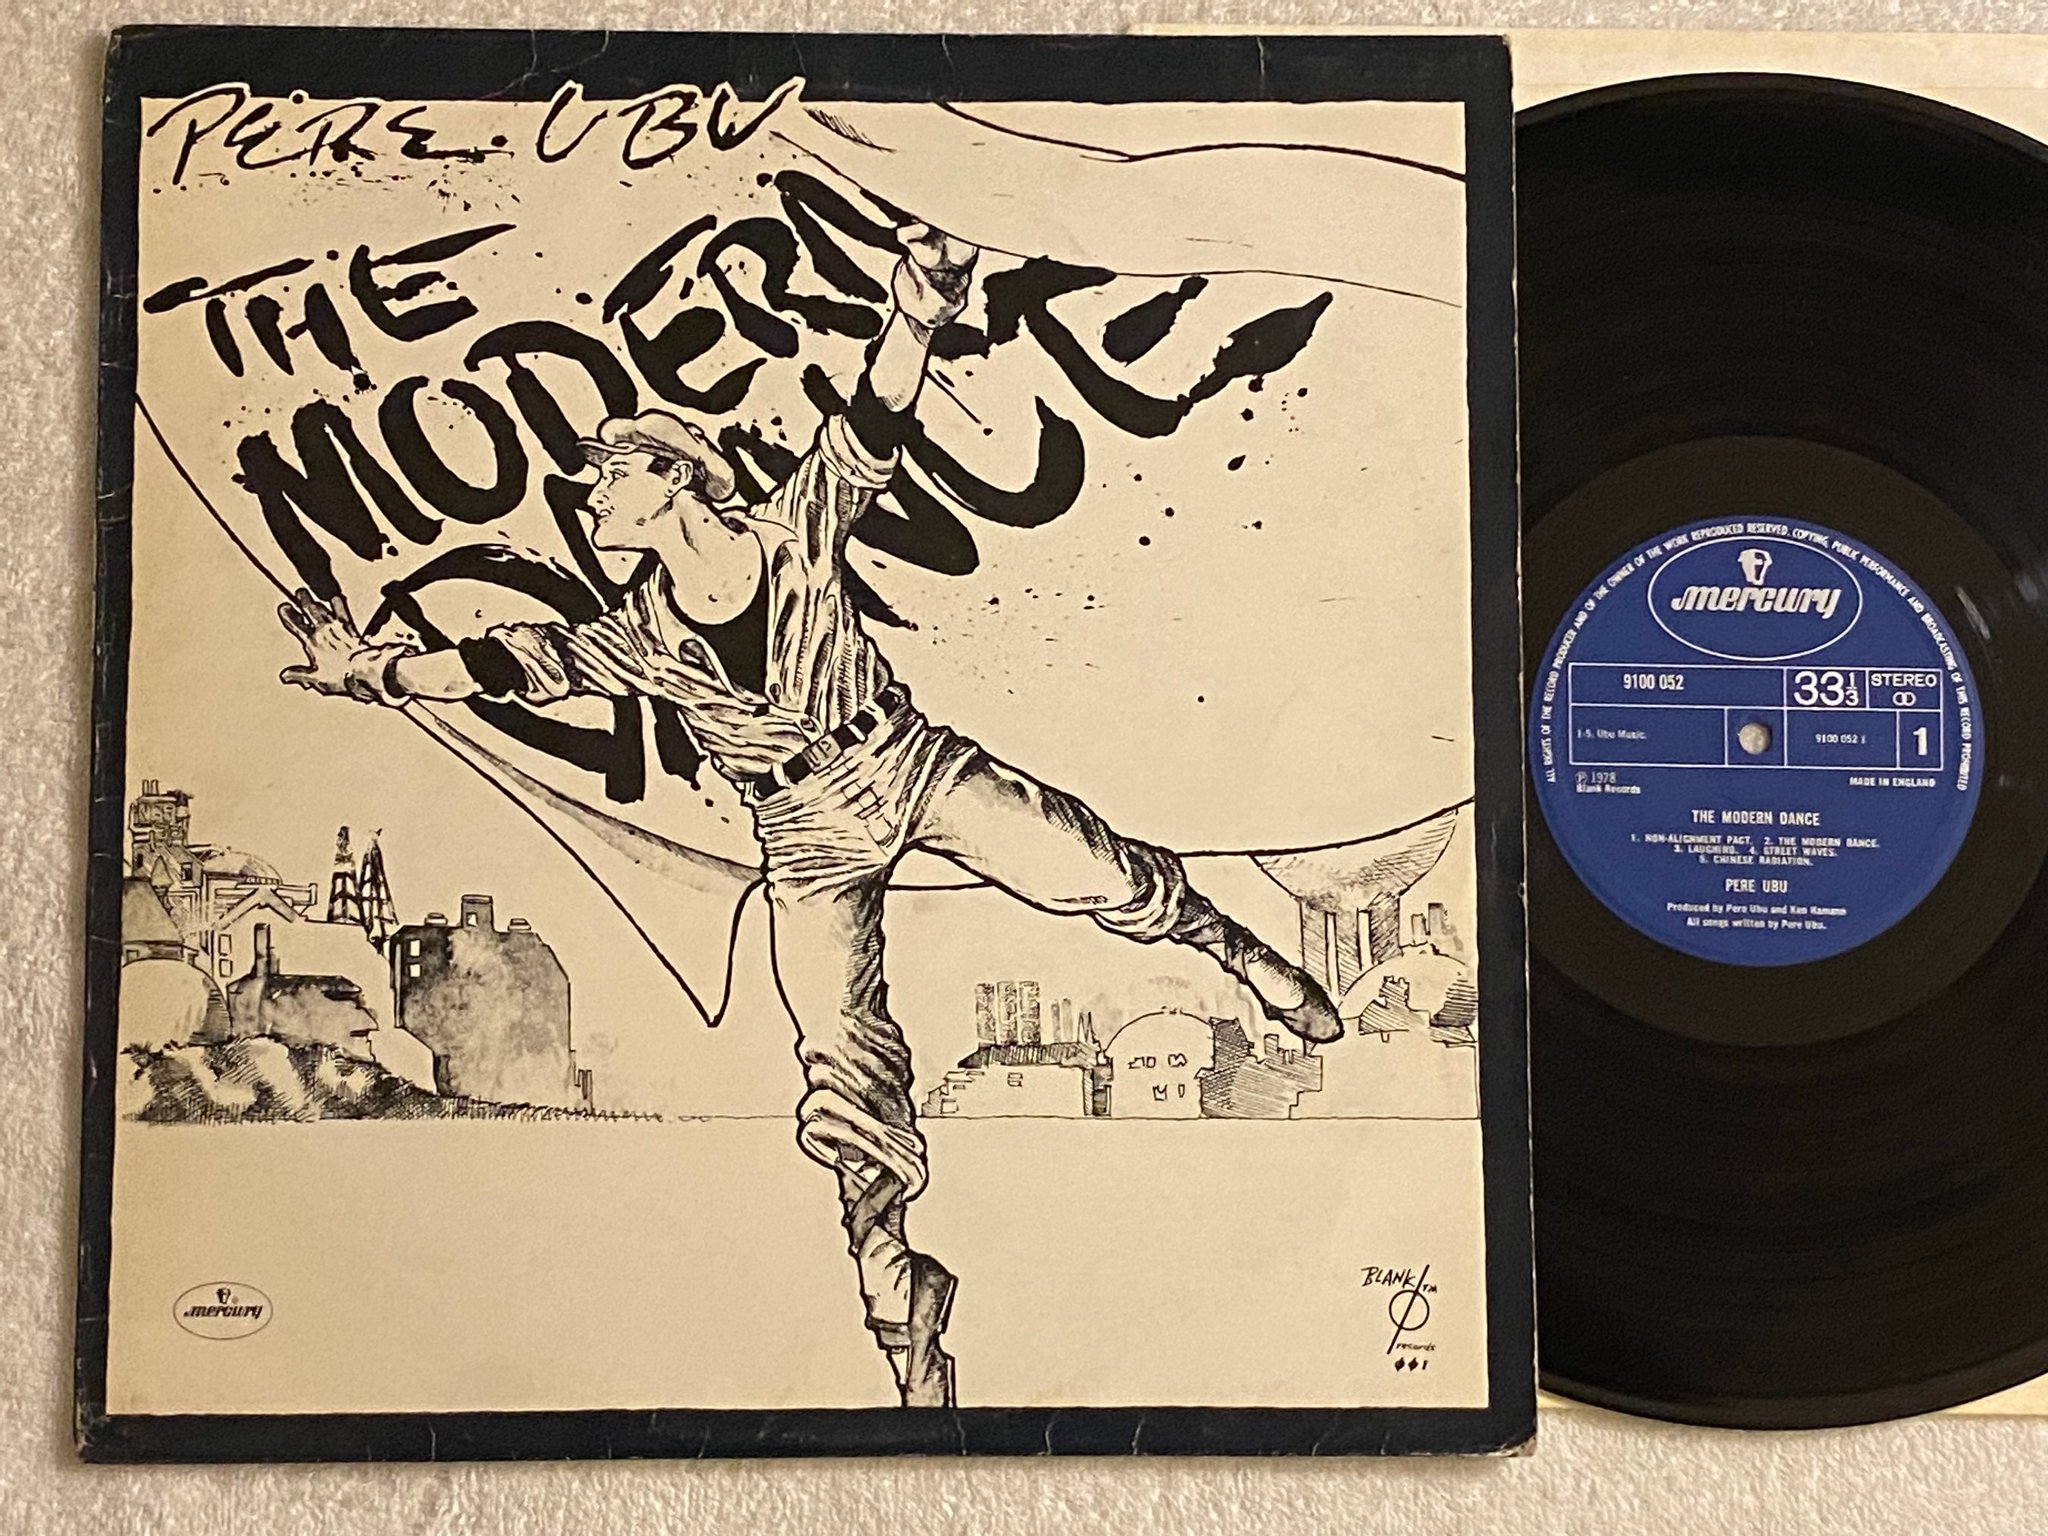 PERE UBU
THE
MODERN
DANCE
mercury
BLANK TM
records
001
ALL RIGHTS OF THE RECORD PRODUCER AND OF THE OWNER OF THE WORK REPRODUCED RESERVED. COPYING, PUBLIC PERFORMANCE AND BROADCASTING OF THIS RECORD PROHIBITED
mercury
9100 052
33 1/3
STEREO
1-5. Ubu Music.
9100 052 1
1
℗ 1978
Blank Records
MADE IN ENGLAND
THE MODERN DANCE
1. NON-ALIGNMENT PACT. 2. THE MODERN DANCE.
3. LAUGHING. 4. STREET WAVES.
5. CHINESE RADIATION.
PERE UBU
Produced by Pere Ubu and Ken Hamann
All songs written by Pere Ubu.